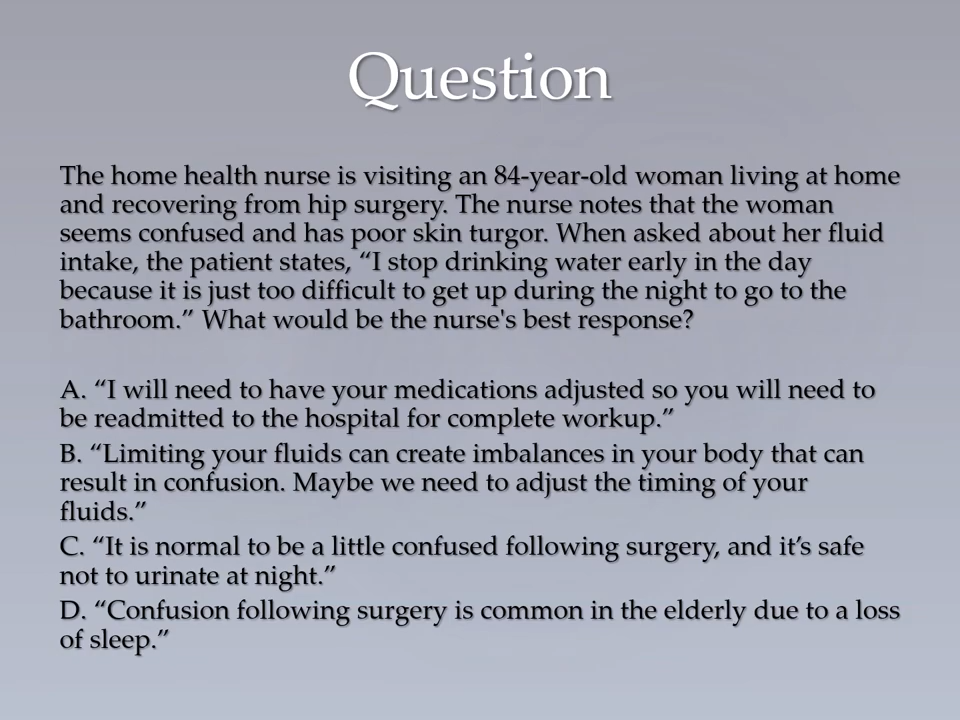 Question
The home health nurse is visiting an 84-year-old woman living at home
and recovering from hip surgery. The nurse notes that the woman
seems confused and has poor skin turgor. When asked about her fluid
intake, the patient states, “I stop drinking water early in the day
because it is just too difficult to get up during the night to go to the
bathroom.” What would be the nurse's best response?
A. “I will need to have your medications adjusted so you will need to
be readmitted to the hospital for complete workup.”
B. “Limiting your fluids can create imbalances in your body that can
result in confusion. Maybe we need to adjust the timing of your
fluids.”
C. “It is normal to be a little confused following surgery, and it’s safe
not to urinate at night.”
D. “Confusion following surgery is common in the elderly due to a loss
of sleep.”